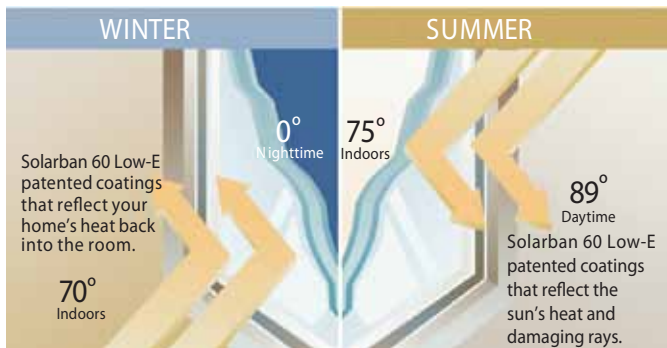 WINTER
0°
Nighttime
Solarban 60 Low-E
patented coatings
that reflect your
home's heat back
into the room.
70°
Indoors
SUMMER
75°
Indoors
89°
Daytime
Solarban 60 Low-E
patented coatings
that reflect the
sun's heat and
damaging rays.